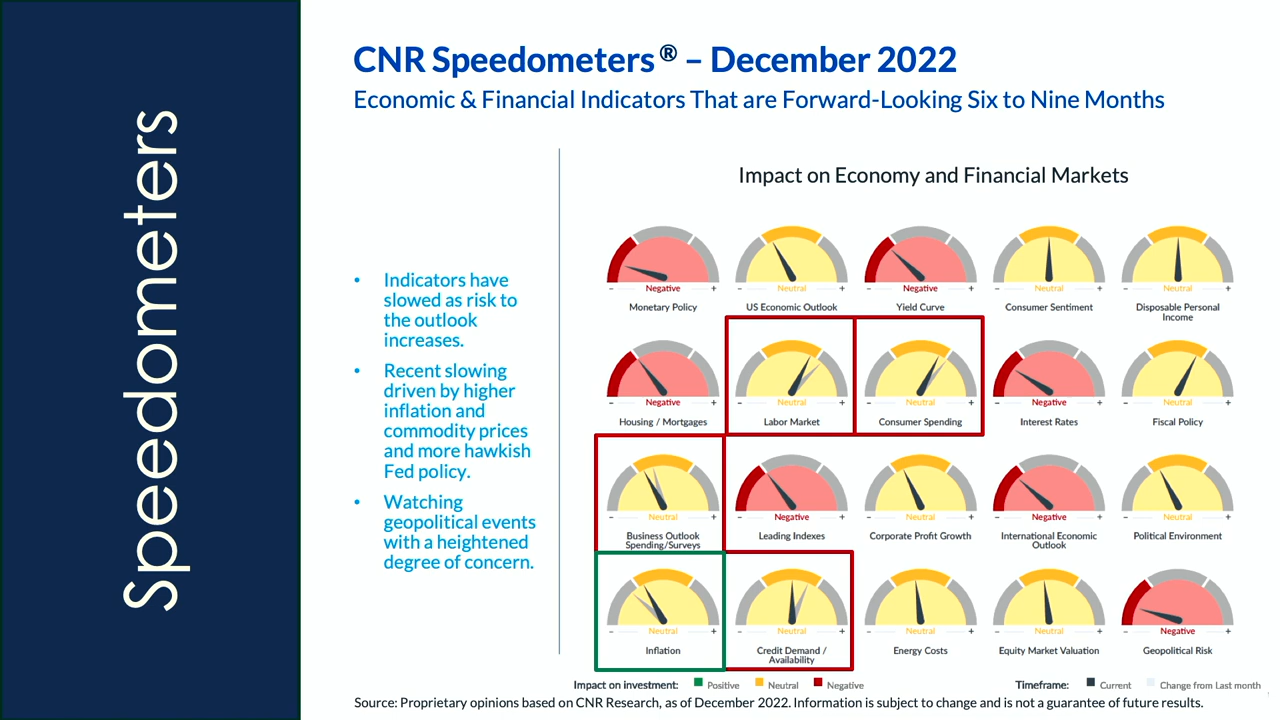 Speedometers
CNR Speedometers® – December 2022
Economic & Financial Indicators That are Forward-Looking Six to Nine Months
• Indicators have
slowed as risk to
the outlook
increases.
• Recent slowing
driven by higher
inflation and
commodity prices
and more hawkish
Fed policy.
• Watching
geopolitical events
with a heightened
degree of concern.
Impact on Economy and Financial Markets
– Negative +
Monetary Policy
– Neutral +
US Economic Outlook
– Negative +
Yield Curve
– Neutral +
Consumer Sentiment
– Neutral +
Disposable Personal
Income
– Negative +
Housing / Mortgages
– Neutral +
Labor Market
– Neutral +
Consumer Spending
– Negative +
Interest Rates
– Neutral +
Fiscal Policy
– Neutral +
Business Outlook
Spending/Surveys
– Negative +
Leading Indexes
– Neutral +
Corporate Profit Growth
– Negative +
International Economic
Outlook
– Neutral +
Political Environment
– Neutral +
Inflation
– Neutral +
Credit Demand /
Availability
– Neutral +
Energy Costs
– Neutral +
Equity Market Valuation
– Negative +
Geopolitical Risk
Impact on investment: Positive Neutral Negative
Timeframe: Current Change from Last month
Source: Proprietary opinions based on CNR Research, as of December 2022. Information is subject to change and is not a guarantee of future results.